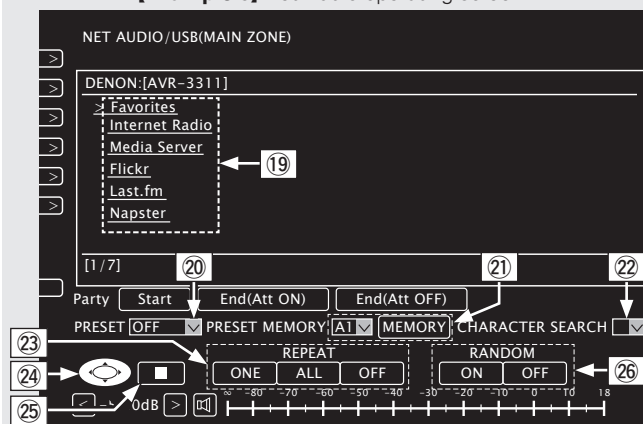 NET AUDIO/USB(MAIN ZONE)
>
>
>
>
>
>
DENON:[AVR-3311]
> Favorites
Internet Radio
Media Server
Flickr
Last.fm
Napster
⑲
[1/7]
⑳ ㉑ ㉒
Party Start End(Att ON) End(Att OFF)
PRESET OFF PRESET MEMORY A1 MEMORY CHARACTER SEARCH
㉓ REPEAT RANDOM
㉔ ONE ALL OFF ON OFF ㉖
∞ -80 -70 -60 -50 -40 -30 -20 -10 0 10 18
㉕ < 0dB >